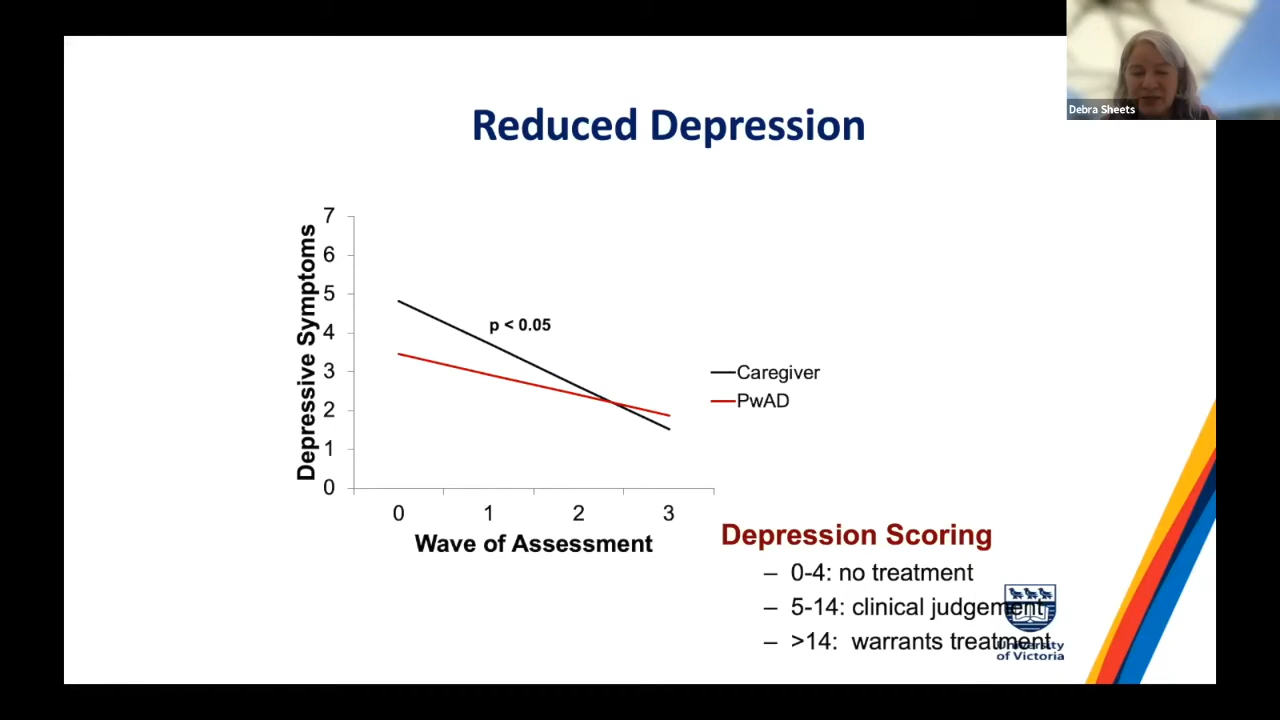 Debra Sheets
Reduced Depression
Depressive Symptoms
7
6
5
4
3
2
1
0
p < 0.05
Caregiver
PwAD
0 1 2 3
Wave of Assessment
Depression Scoring
– 0-4: no treatment
– 5-14: clinical judgement
– >14: warrants treatment
University
of Victoria